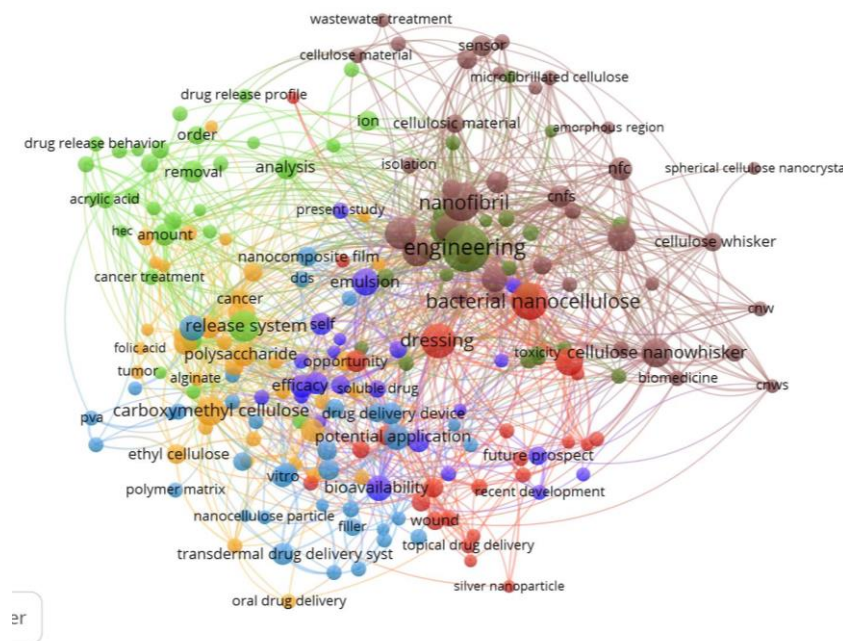 wastewater treatment
sensor
cellulose material
microfibrillated cellulose
drug release profile
ion
cellulosic material
amorphous region
drug release behavior
order
removal
analysis
isolation
nfc
spherical cellulose nanocrysta
acrylic acid
nanofibril
cnfs
present study
hec
amount
engineering
cellulose whisker
nanocomposite film
cancer treatment
dds
emulsion
cancer
bacterial nanocellulose
cnw
release system
self
dressing
folic acid
polysaccharide
opportunity
toxicity
cellulose nanowhisker
tumor
alginate
efficacy
soluble drug
biomedicine
cnws
pva
carboxymethyl cellulose
drug delivery device
potential application
ethyl cellulose
future prospect
vitro
bioavailability
recent development
polymer matrix
nanocellulose particle
filler
wound
transdermal drug delivery syst
topical drug delivery
silver nanoparticle
oral drug delivery
er